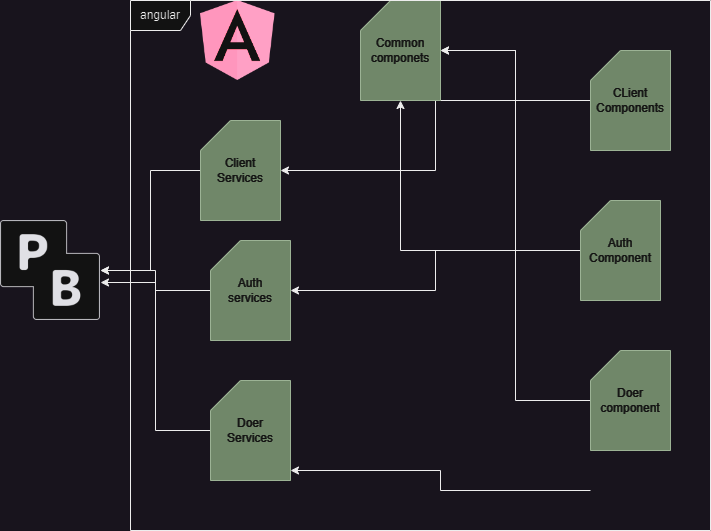 angular
A
Common
componets
CLient
Components
Client
Services
Auth
Component
P
B
Auth
services
Doer
component
Doer
Services